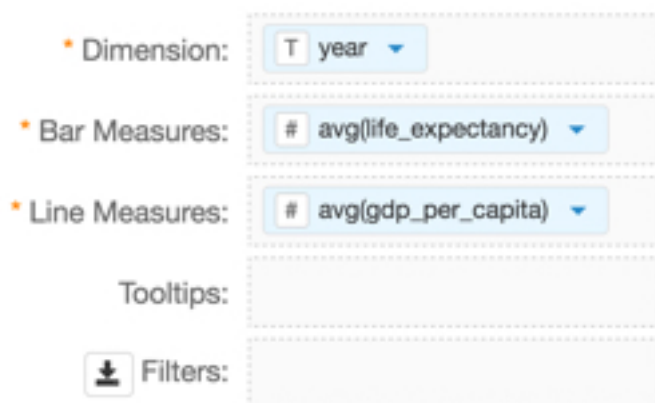 * Dimension: T year
* Bar Measures: # avg(life_expectancy)
* Line Measures: # avg(gdp_per_capita)
Tooltips:
Filters: